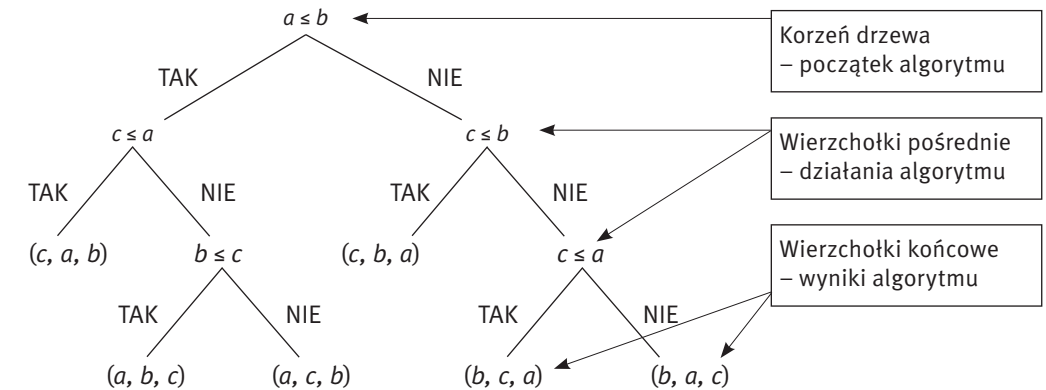 a ≤ b
Korzeń drzewa
– początek algorytmu
TAK NIE
c ≤ a c ≤ b
Wierzchołki pośrednie
– działania algorytmu
TAK NIE TAK NIE
(c, a, b) b ≤ c (c, b, a) c ≤ a
Wierzchołki końcowe
– wyniki algorytmu
TAK NIE TAK NIE
(a, b, c) (a, c, b) (b, c, a) (b, a, c)